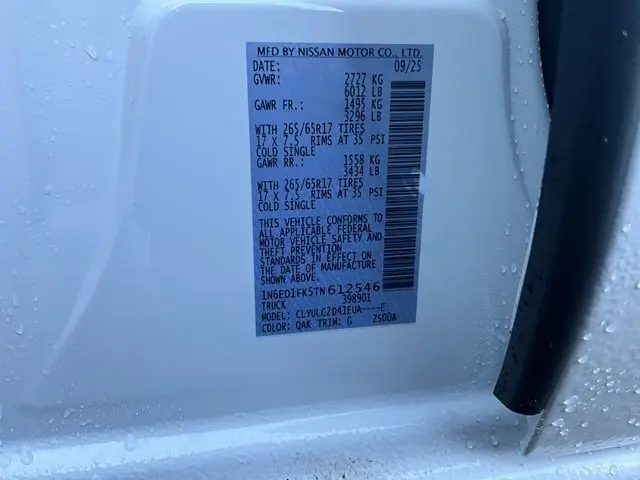 MFD BY NISSAN MOTOR CO., LTD.
DATE: 09/25
GVWR: 2727 KG
6012 LB
GAWR FR.: 1495 KG
3296 LB
WITH 265/65R17 TIRES
17 X 7.5 RIMS AT 35 PSI
COLD SINGLE
GAWR RR.: 1558 KG
3434 LB
WITH 265/65R17 TIRES
17 X 7.5 RIMS AT 35 PSI
COLD SINGLE
THIS VEHICLE CONFORMS TO
ALL APPLICABLE FEDERAL
MOTOR VEHICLE SAFETY AND
THEFT PREVENTION
STANDARDS IN EFFECT ON
THE DATE OF MANUFACTURE
SHOWN ABOVE.
1N6ED1FK5TN612546
TRUCK 398901
MODEL: CLYULC2D41EUA----E
COLOR: QAK TRIM: G ZS00A